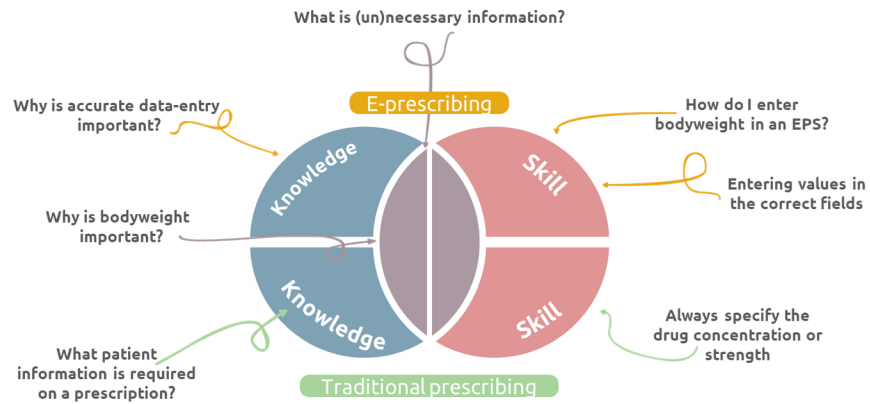 What is (un)necessary information?
E-prescribing
Why is accurate data-entry
important?
How do I enter
bodyweight in an EPS?
Knowledge
Skill
Entering values in
the correct fields
Why is bodyweight
important?
Knowledge
Skill
Always specify the
drug concentration or
strength
What patient
information is required
on a prescription?
Traditional prescribing